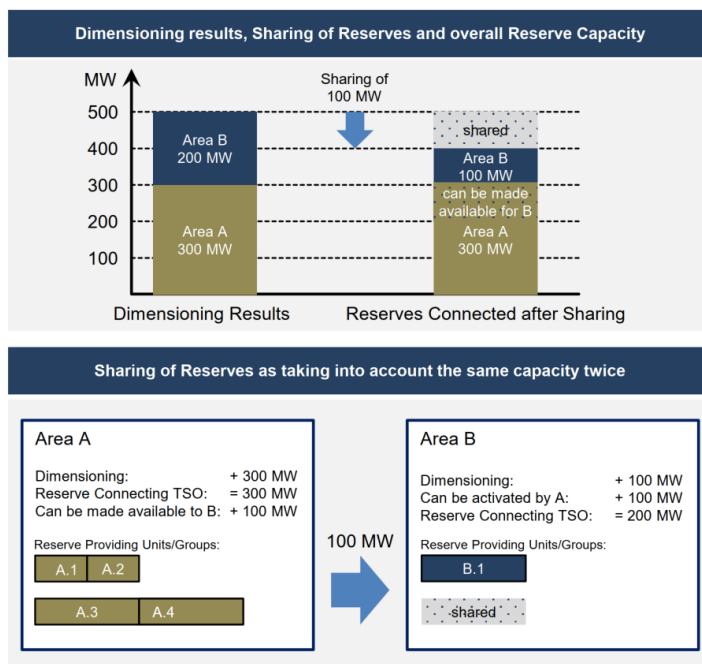 Dimensioning results, Sharing of Reserves and overall Reserve Capacity
MW
Sharing of
100 MW
500
400
300
200
100
Area B
200 MW
Area A
300 MW
shared
Area B
100 MW
can be made
available for B
Area A
300 MW
Dimensioning Results
Reserves Connected after Sharing
Sharing of Reserves as taking into account the same capacity twice
Area A
Dimensioning: + 300 MW
Reserve Connecting TSO: = 300 MW
Can be made available to B: + 100 MW
Reserve Providing Units/Groups:
A.1 A.2
A.3 A.4
100 MW
Area B
Dimensioning: + 100 MW
Can be activated by A: + 100 MW
Reserve Connecting TSO: = 200 MW
Reserve Providing Units/Groups:
B.1
shared